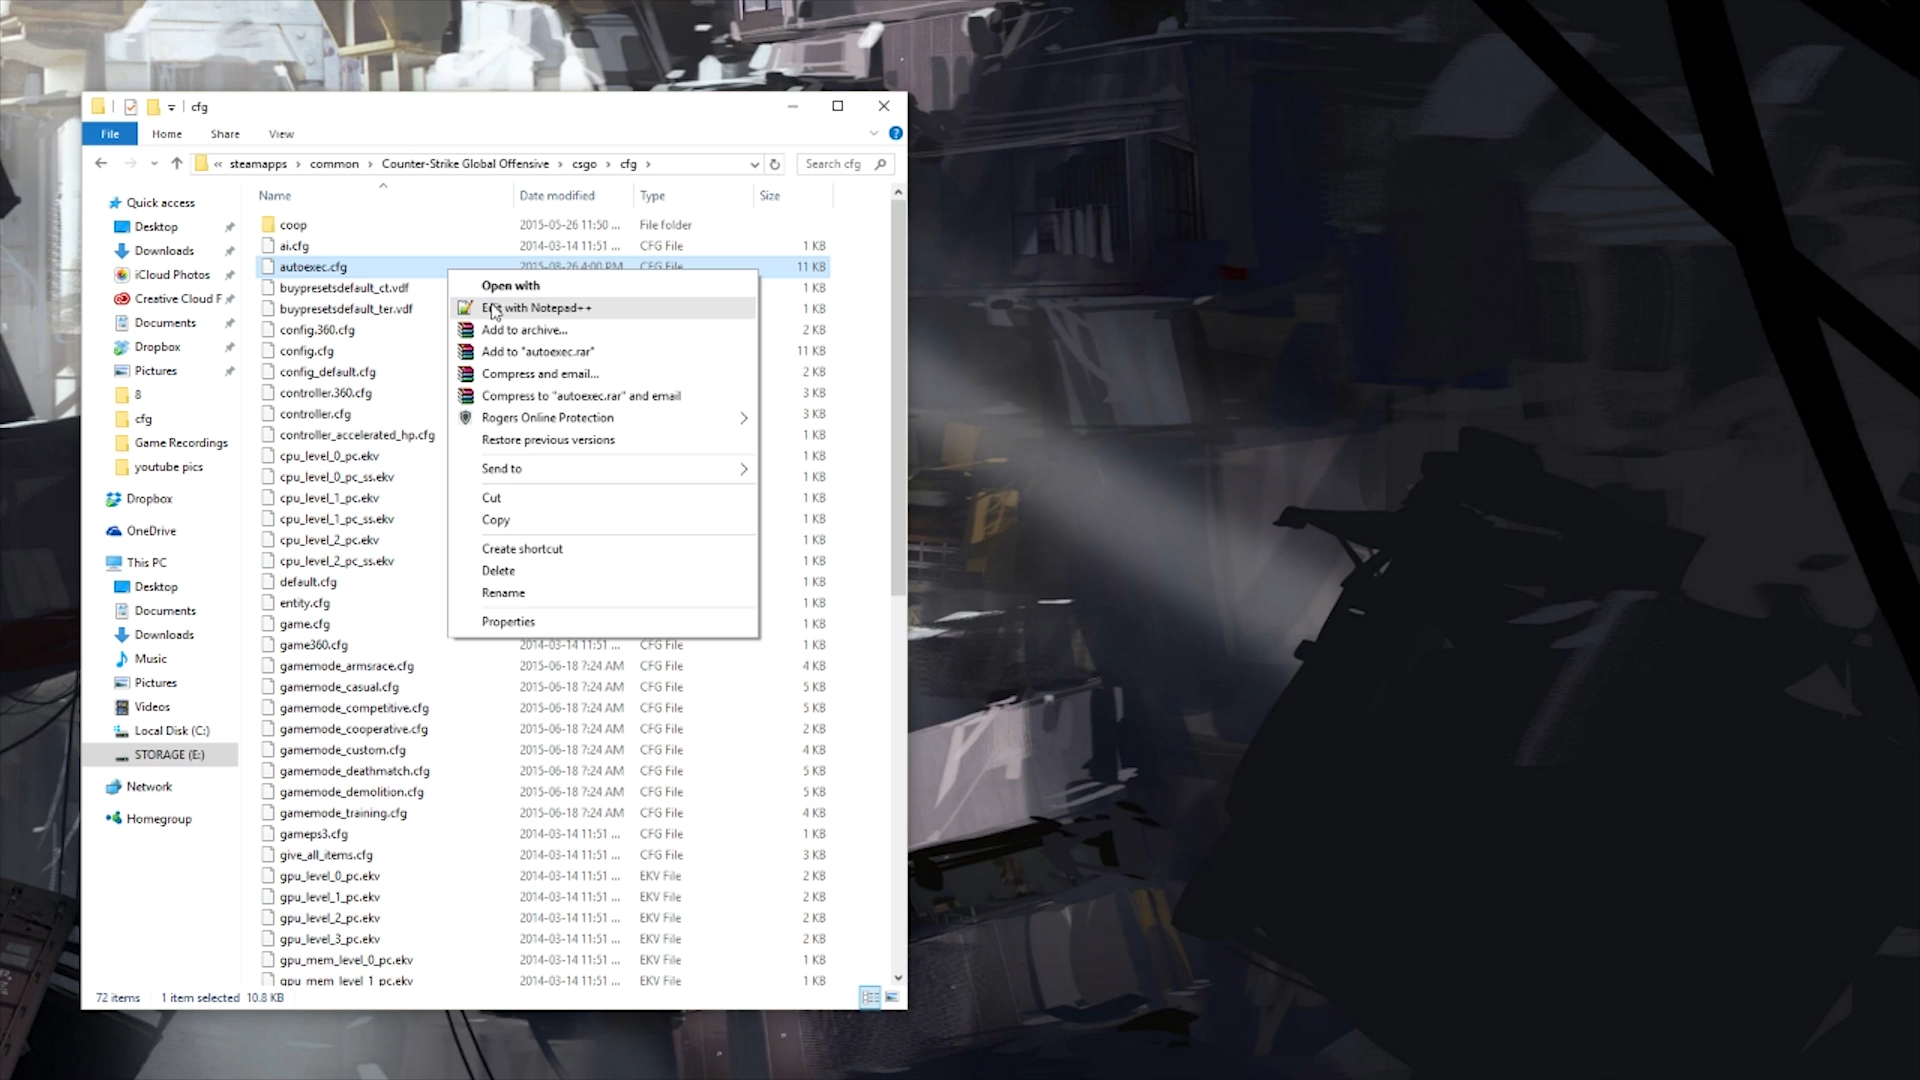 cfg
File Home Share View
« steamapps > common > Counter-Strike Global Offensive > csgo > cfg > Search cfg
Name Date modified Type Size
Quick access
Desktop
Downloads
iCloud Photos
Creative Cloud F
Documents
Dropbox
Pictures
8
cfg
Game Recordings
youtube pics
Dropbox
OneDrive
This PC
Desktop
Documents
Downloads
Music
Pictures
Videos
Local Disk (C:)
STORAGE (E:)
Network
Homegroup
coop 2015-05-26 11:50 ... File folder
ai.cfg 2014-03-14 11:51 ... CFG File 1 KB
autoexec.cfg 2015-08-26 4:00 PM CFG File 11 KB
buypresetsdefault_ct.vdf 1 KB
buypresetsdefault_ter.vdf 1 KB
config.360.cfg 2 KB
config.cfg 11 KB
config_default.cfg 2 KB
controller.360.cfg 3 KB
controller.cfg 3 KB
controller_accelerated_hp.cfg 1 KB
cpu_level_0_pc.ekv 1 KB
cpu_level_0_pc_ss.ekv 1 KB
cpu_level_1_pc.ekv 1 KB
cpu_level_1_pc_ss.ekv 1 KB
cpu_level_2_pc.ekv 1 KB
cpu_level_2_pc_ss.ekv 1 KB
default.cfg 1 KB
entity.cfg 1 KB
game.cfg 1 KB
game360.cfg 2014-03-14 11:51 ... CFG File 1 KB
gamemode_armsrace.cfg 2015-06-18 7:24 AM CFG File 4 KB
gamemode_casual.cfg 2015-06-18 7:24 AM CFG File 5 KB
gamemode_competitive.cfg 2015-06-18 7:24 AM CFG File 5 KB
gamemode_cooperative.cfg 2015-06-18 7:24 AM CFG File 2 KB
gamemode_custom.cfg 2015-06-18 7:24 AM CFG File 4 KB
gamemode_deathmatch.cfg 2015-06-18 7:24 AM CFG File 5 KB
gamemode_demolition.cfg 2015-06-18 7:24 AM CFG File 5 KB
gamemode_training.cfg 2015-06-18 7:24 AM CFG File 4 KB
gameps3.cfg 2014-03-14 11:51 ... CFG File 1 KB
give_all_items.cfg 2014-03-14 11:51 ... CFG File 3 KB
gpu_level_0_pc.ekv 2014-03-14 11:51 ... EKV File 2 KB
gpu_level_1_pc.ekv 2014-03-14 11:51 ... EKV File 2 KB
gpu_level_2_pc.ekv 2014-03-14 11:51 ... EKV File 2 KB
gpu_level_3_pc.ekv 2014-03-14 11:51 ... EKV File 2 KB
gpu_mem_level_0_pc.ekv 2014-03-14 11:51 ... EKV File 1 KB
gpu_mem_level_1_pc.ekv 2014-03-14 11:51 ... EKV File 1 KB
Open with
Edit with Notepad++
Add to archive...
Add to "autoexec.rar"
Compress and email...
Compress to "autoexec.rar" and email
Rogers Online Protection
Restore previous versions
Send to
Cut
Copy
Create shortcut
Delete
Rename
Properties
72 items 1 item selected 10.8 KB